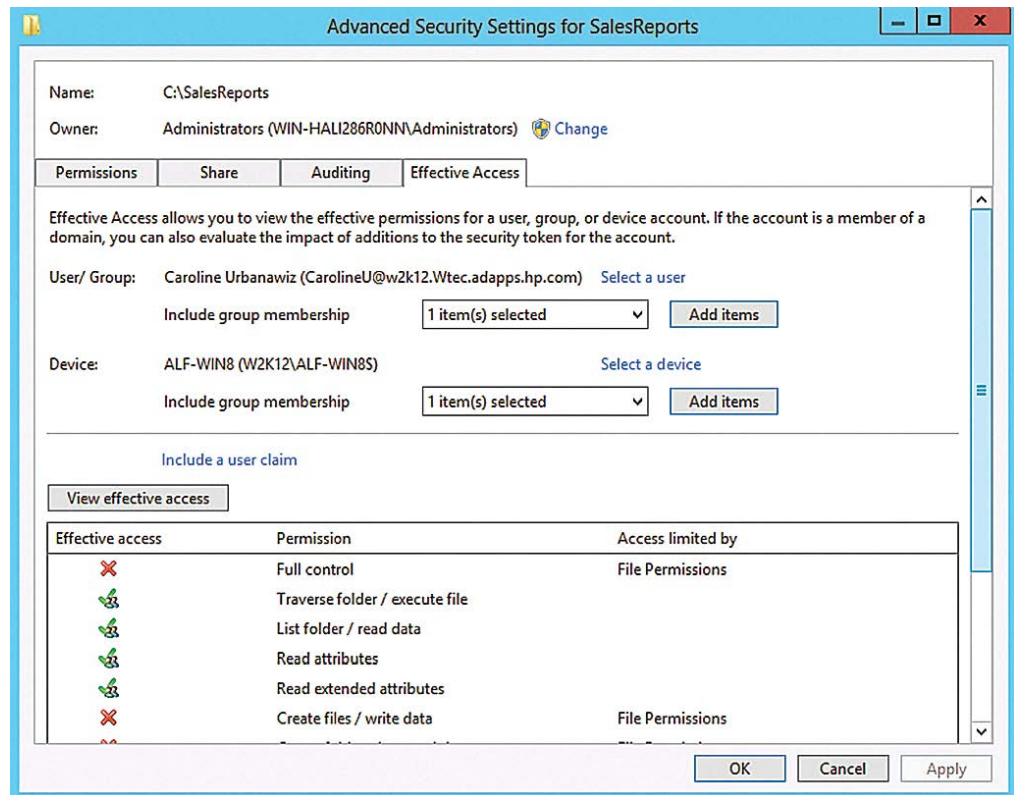 Advanced Security Settings for SalesReports
Name: C:\SalesReports
Owner: Administrators (WIN-HALI286R0NN\Administrators) Change
Permissions Share Auditing Effective Access
Effective Access allows you to view the effective permissions for a user, group, or device account. If the account is a member of a
domain, you can also evaluate the impact of additions to the security token for the account.
User/ Group: Caroline Urbanawiz (CarolineU@w2k12.Wtec.adapps.hp.com) Select a user
Include group membership 1 item(s) selected Add items
Device: ALF-WIN8 (W2K12\ALF-WIN8$) Select a device
Include group membership 1 item(s) selected Add items
Include a user claim
View effective access
Effective access Permission Access limited by
Full control File Permissions
Traverse folder / execute file
List folder / read data
Read attributes
Read extended attributes
Create files / write data File Permissions
OK Cancel Apply